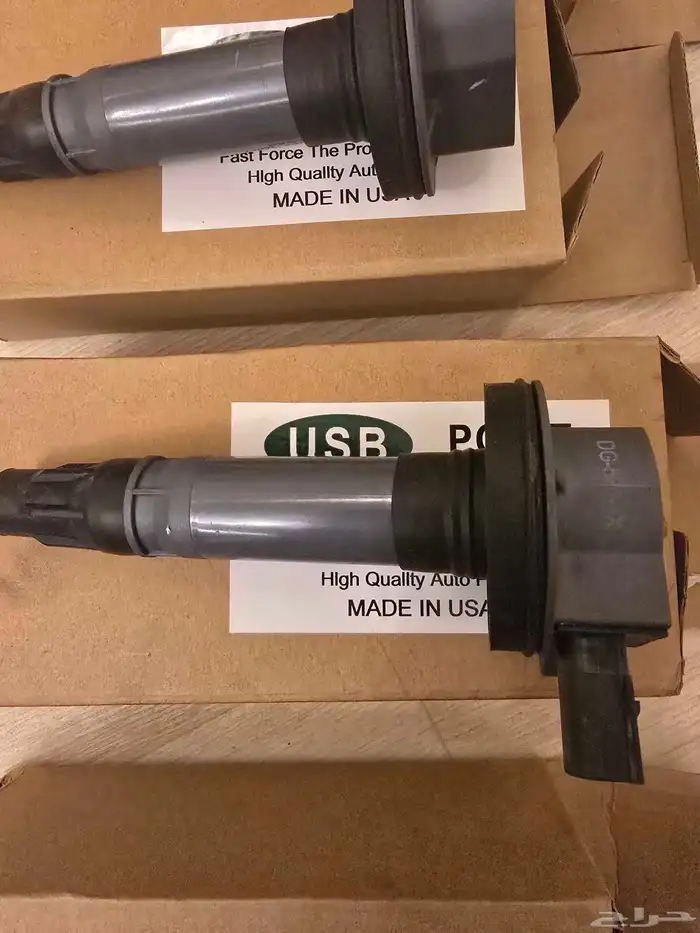 Fast Force The Pro
HIgh QualIty Aut
MADE IN USA
USB
HIgh QualIty Auto
MADE IN USA
حراج